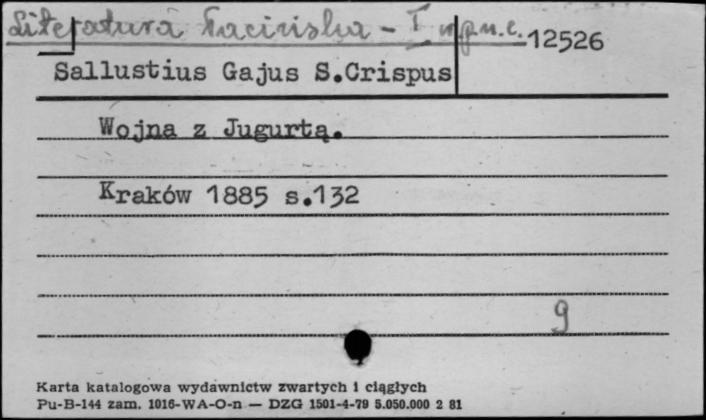 Literatura łacińska - I w p.n.e.
12526
Sallustius Gajus S.Crispus
Wojna z Jugurtą.
Kraków 1885 s.132
g
Karta katalogowa wydawnictw zwartych i ciągłych
Pu-B-144 zam. 1016-WA-O-n — DZG 1501-4-79 5.050.000 2 81